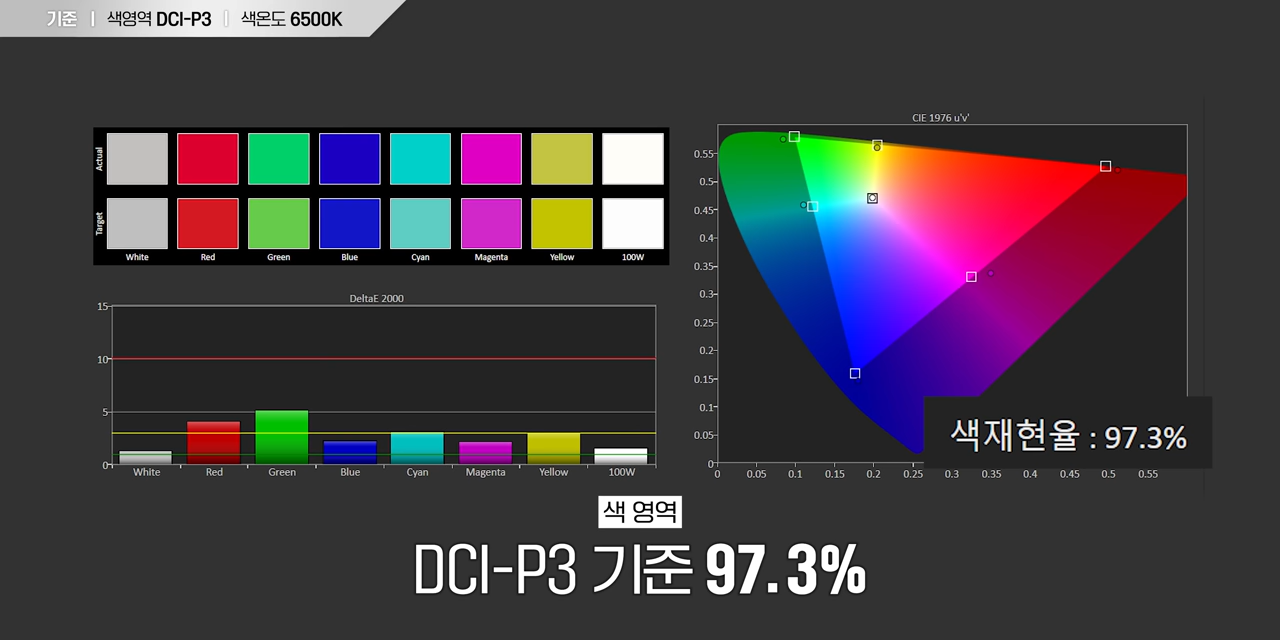 기준 | 색영역 DCI-P3 | 색온도 6500K
Actual
Target
White Red Green Blue Cyan Magenta Yellow 100W
DeltaE 2000
15
10
5
0
White Red Green Blue Cyan Magenta Yellow 100W
CIE 1976 u'v'
0.55
0.5
0.45
0.4
0.35
0.3
0.25
0.2
0.15
0.1
0.05
0
0 0.05 0.1 0.15 0.2 0.25 0.3 0.35 0.4 0.45 0.5 0.55
색재현율 : 97.3%
색 영역
DCI-P3 기준 97.3%